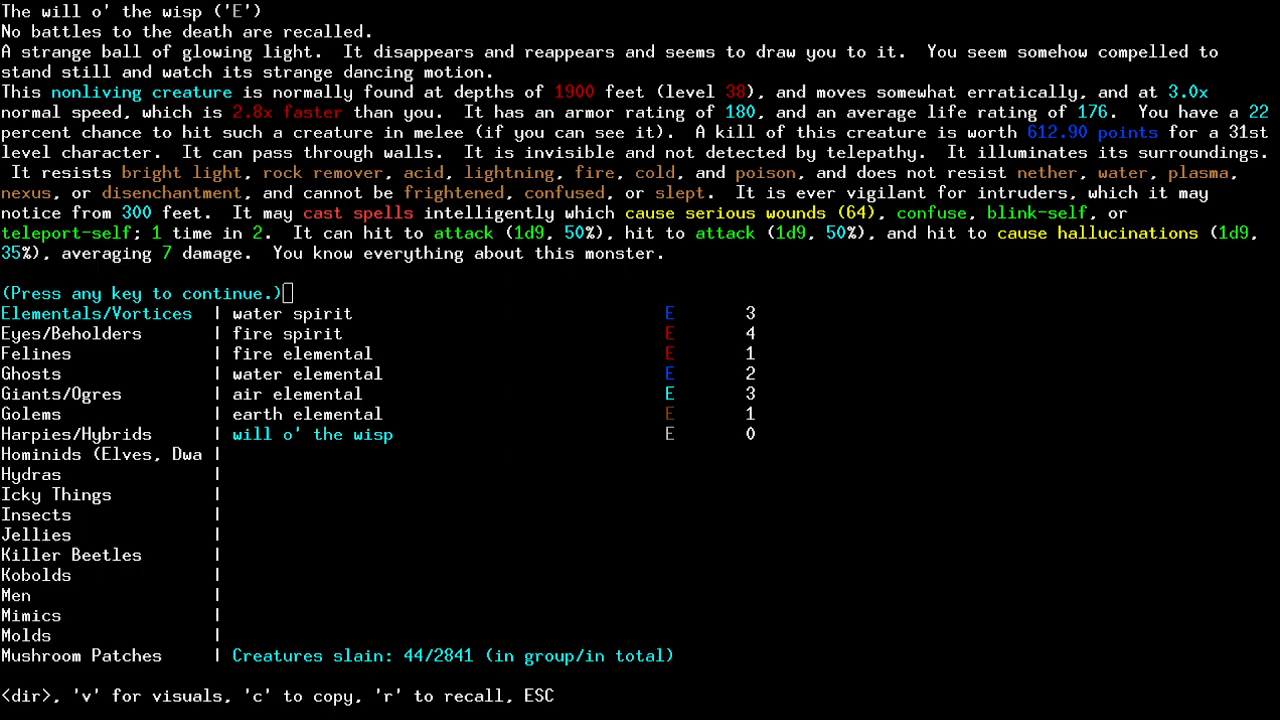 The will o' the wisp ('E')
No battles to the death are recalled.
A strange ball of glowing light.  It disappears and reappears and seems to draw you to it.  You seem somehow compelled to
stand still and watch its strange dancing motion.
This nonliving creature is normally found at depths of 1900 feet (level 38), and moves somewhat erratically, and at 3.0x
normal speed, which is 2.8x faster than you.  It has an armor rating of 180, and an average life rating of 176.  You have a 22
percent chance to hit such a creature in melee (if you can see it).  A kill of this creature is worth 612.90 points for a 31st
level character.  It can pass through walls.  It is invisible and not detected by telepathy.  It illuminates its surroundings.
 It resists bright light, rock remover, acid, lightning, fire, cold, and poison, and does not resist nether, water, plasma,
nexus, or disenchantment, and cannot be frightened, confused, or slept.  It is ever vigilant for intruders, which it may
notice from 300 feet.  It may cast spells intelligently which cause serious wounds (64), confuse, blink-self, or
teleport-self; 1 time in 2.  It can hit to attack (1d9, 50%), hit to attack (1d9, 50%), and hit to cause hallucinations (1d9,
35%), averaging 7 damage.  You know everything about this monster.
(Press any key to continue.)
Elementals/Vortices | water spirit E 3
Eyes/Beholders | fire spirit E 4
Felines | fire elemental E 1
Ghosts | water elemental E 2
Giants/Ogres | air elemental E 3
Golems | earth elemental E 1
Harpies/Hybrids | will o' the wisp E 0
Hominids (Elves, Dwa |
Hydras |
Icky Things |
Insects |
Jellies |
Killer Beetles |
Kobolds |
Men |
Mimics |
Molds |
Mushroom Patches | Creatures slain: 44/2841 (in group/in total)
<dir>, 'v' for visuals, 'c' to copy, 'r' to recall, ESC